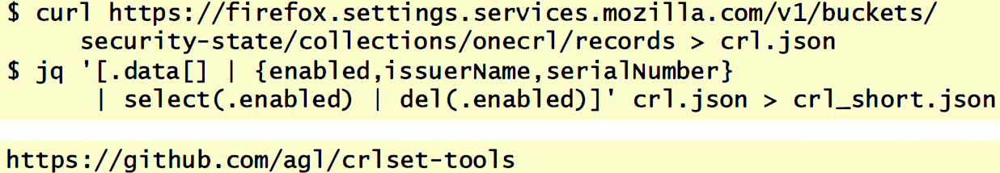 $ curl https://firefox.settings.services.mozilla.com/v1/buckets/
security-state/collections/onecrl/records > crl.json
$ jq '[.data[] | {enabled,issuerName,serialNumber}
| select(.enabled) | del(.enabled)]' crl.json > crl_short.json
https://github.com/agl/crlset-tools